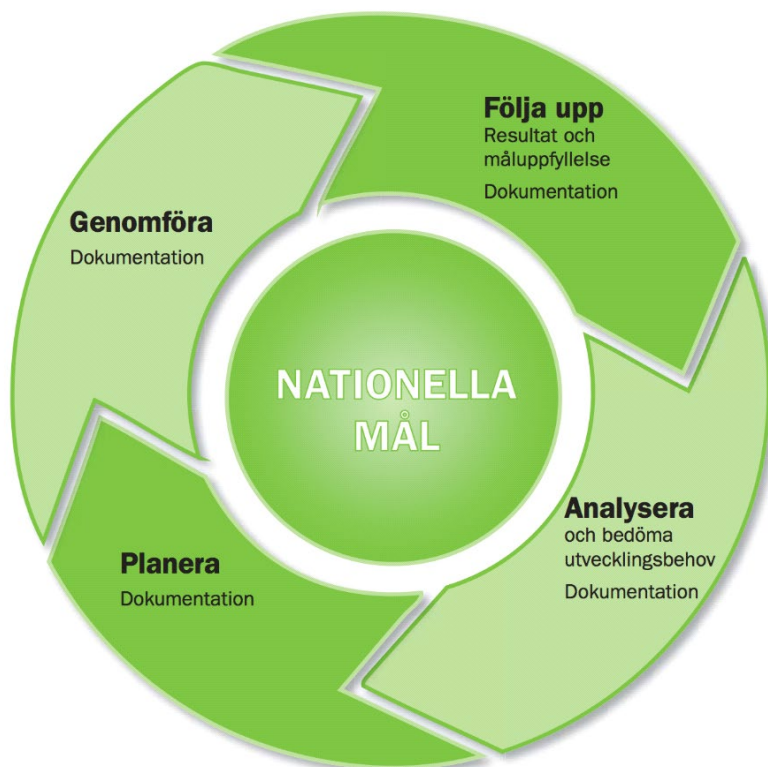 Följa upp
Resultat och
måluppfyllelse
Dokumentation
Genomföra
Dokumentation
NATIONELLA
MÅL
Analysera
och bedöma
utvecklingsbehov
Dokumentation
Planera
Dokumentation